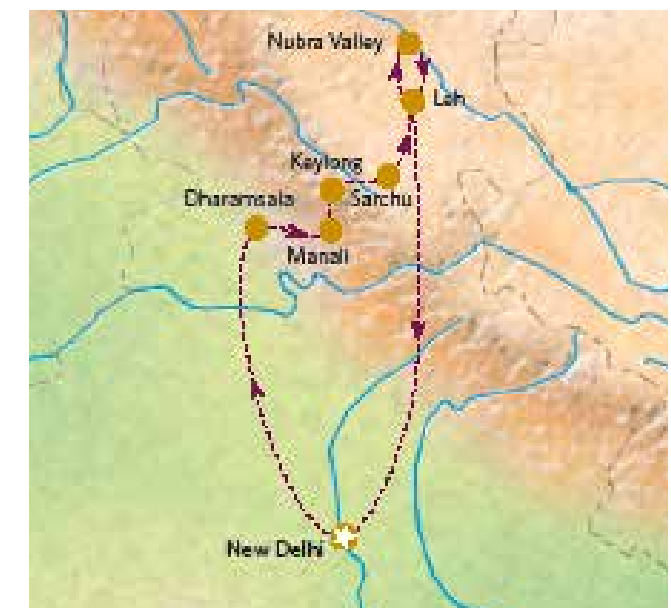 Nubra Valley
Leh
Keylong
Sarchu
Dharamsala
Manali
New Delhi